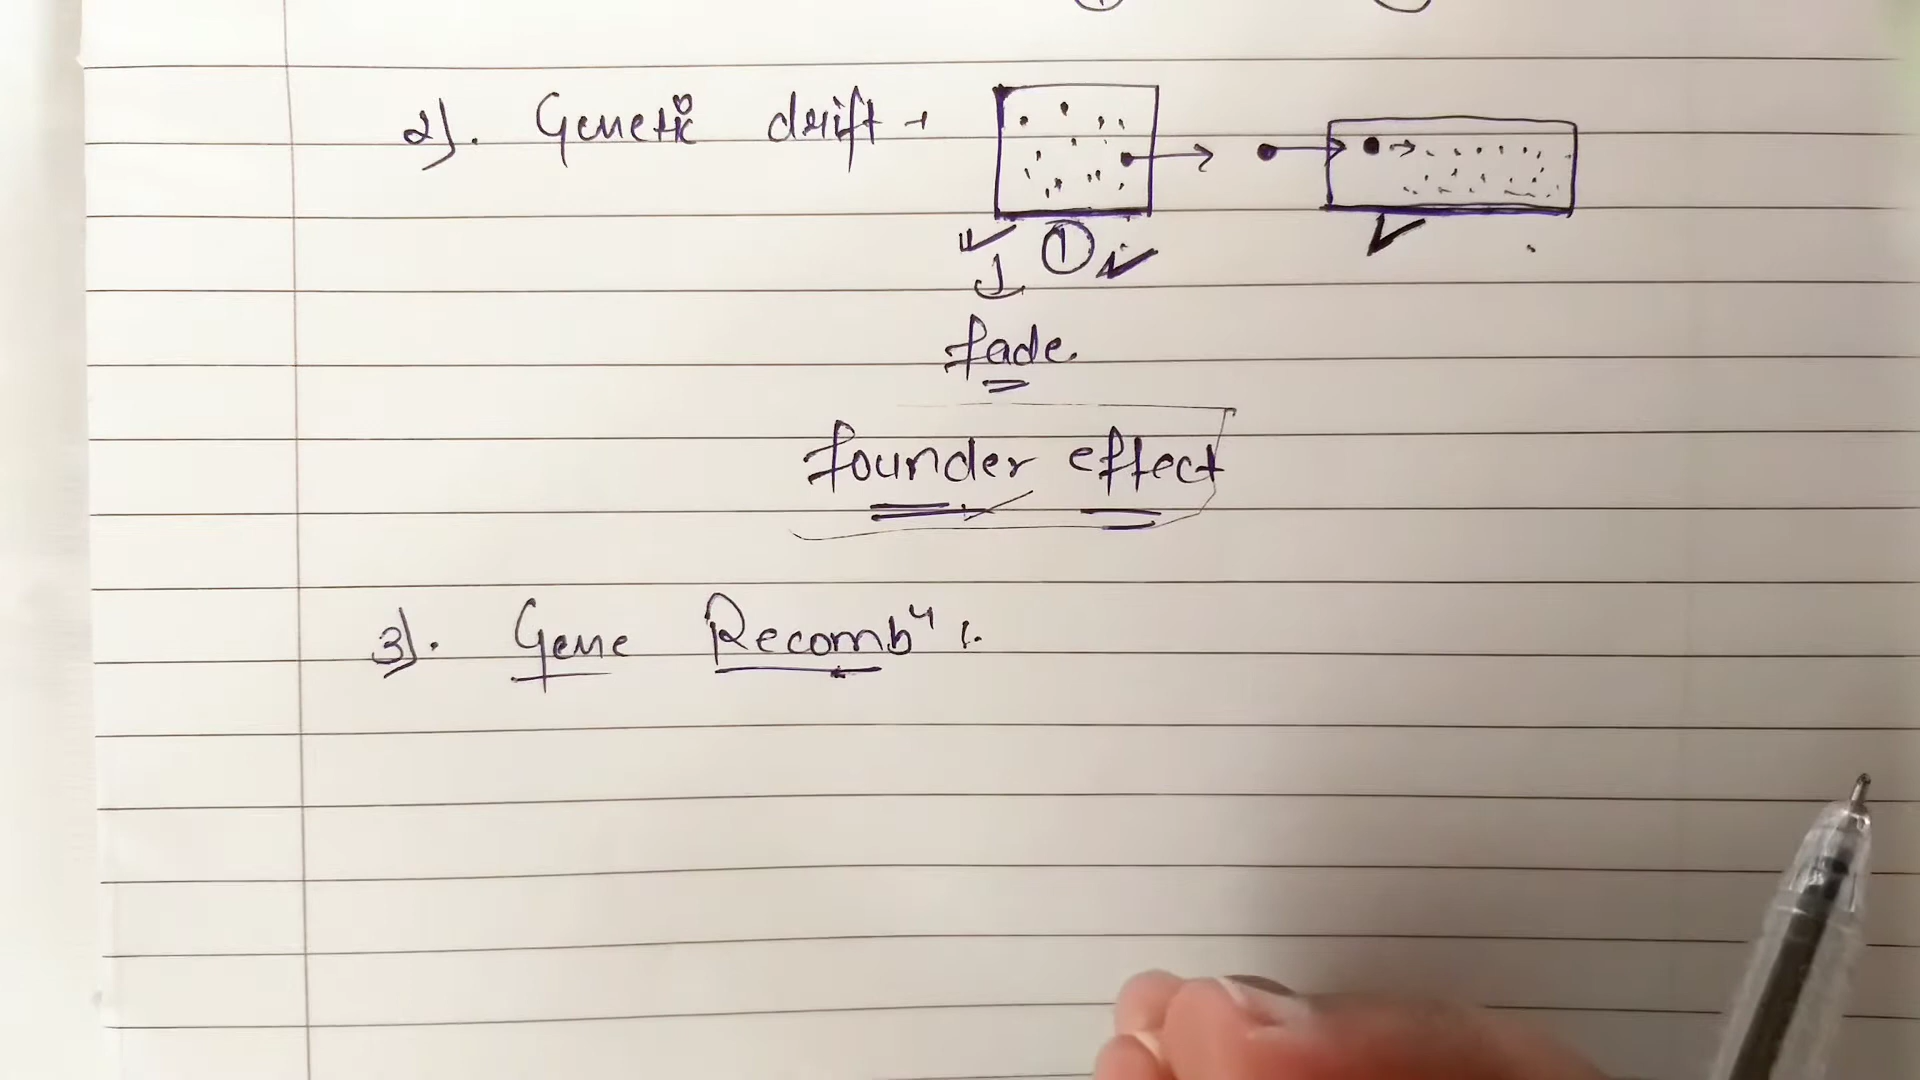 2). Genetic drift →
①
fade
founder effect
3). Gene Recombⁿ :.